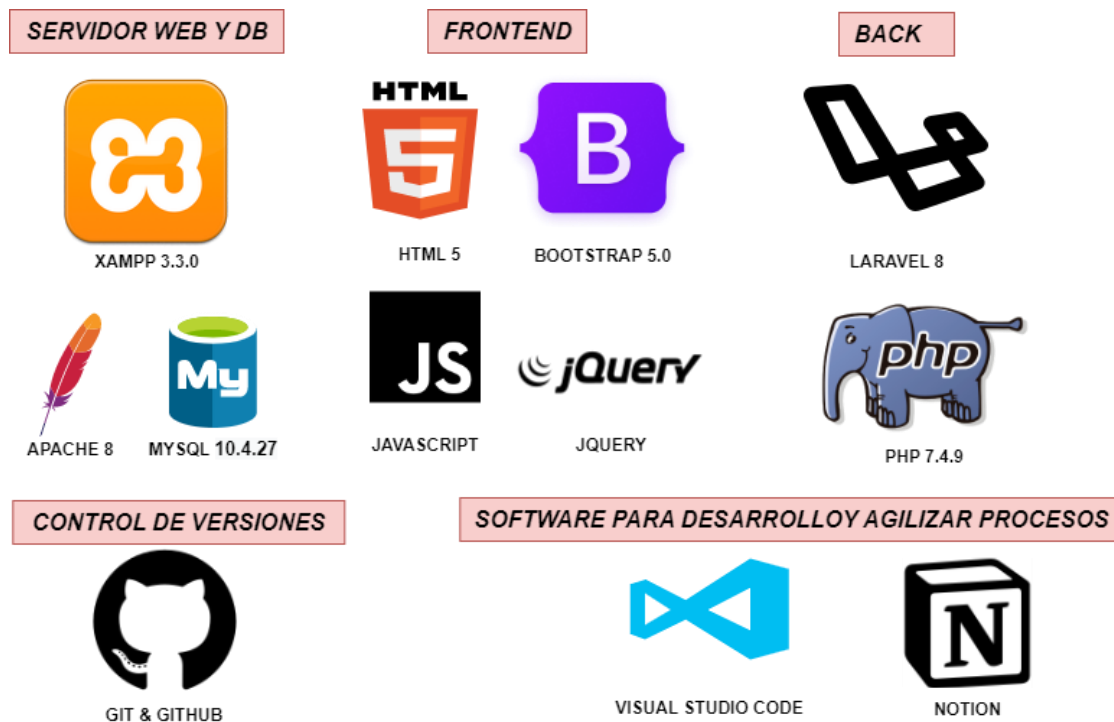 SERVIDOR WEB Y DB
FRONTEND
BACK
HTML
5
B
XAMPP 3.3.0
HTML 5
BOOTSTRAP 5.0
LARAVEL 8
My
JS
jQuery
php
APACHE 8
MYSQL 10.4.27
JAVASCRIPT
JQUERY
PHP 7.4.9
CONTROL DE VERSIONES
SOFTWARE PARA DESARROLLOY AGILIZAR PROCESOS
N
GIT & GITHUB
VISUAL STUDIO CODE
NOTION